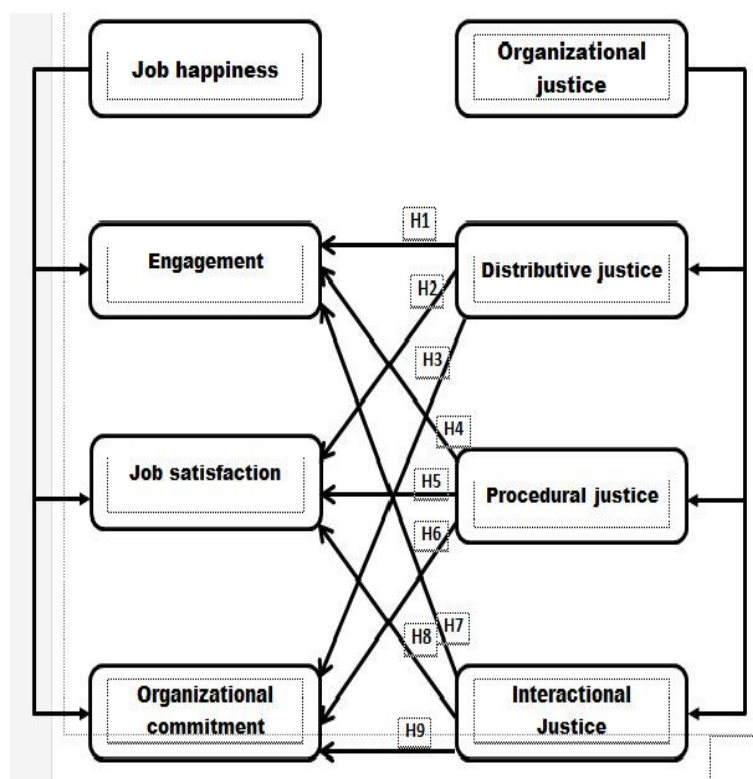 Job happiness
Organizational
justice
H1
Engagement
Distributive justice
H2
H3
H4
Job satisfaction
H5
Procedural justice
H6
H8
H7
Organizational
commitment
Interactional
Justice
H9